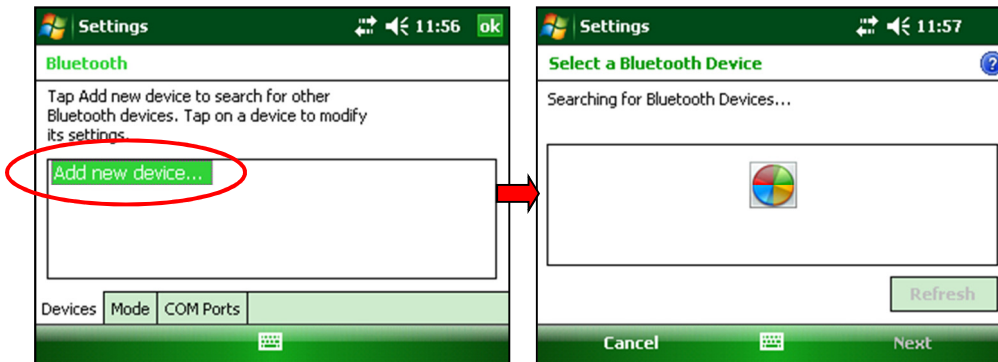 Settings 11:56 ok
Bluetooth
Tap Add new device to search for other
Bluetooth devices. Tap on a device to modify
its settings.
Add new device...
Devices Mode COM Ports
Settings 11:57
Select a Bluetooth Device ?
Searching for Bluetooth Devices...
Refresh
Cancel Next